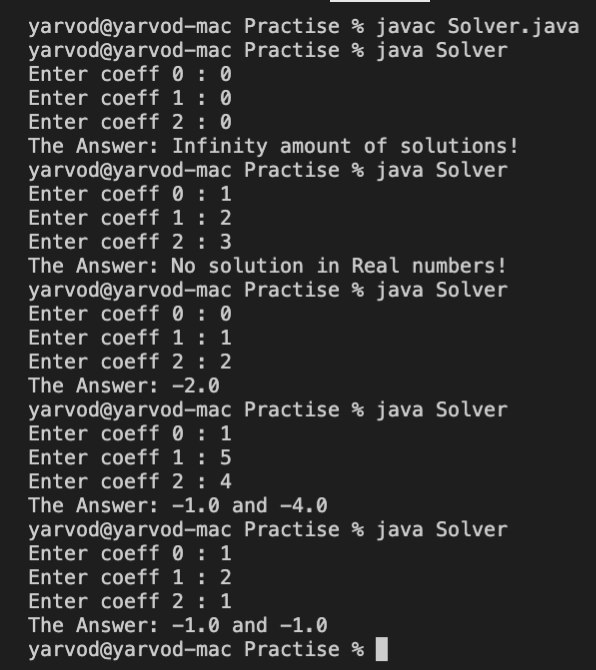 yarvod@yarvod-mac Practise % javac Solver.java
yarvod@yarvod-mac Practise % java Solver
Enter coeff 0 : 0
Enter coeff 1 : 0
Enter coeff 2 : 0
The Answer: Infinity amount of solutions!
yarvod@yarvod-mac Practise % java Solver
Enter coeff 0 : 1
Enter coeff 1 : 2
Enter coeff 2 : 3
The Answer: No solution in Real numbers!
yarvod@yarvod-mac Practise % java Solver
Enter coeff 0 : 0
Enter coeff 1 : 1
Enter coeff 2 : 2
The Answer: -2.0
yarvod@yarvod-mac Practise % java Solver
Enter coeff 0 : 1
Enter coeff 1 : 5
Enter coeff 2 : 4
The Answer: -1.0 and -4.0
yarvod@yarvod-mac Practise % java Solver
Enter coeff 0 : 1
Enter coeff 1 : 2
Enter coeff 2 : 1
The Answer: -1.0 and -1.0
yarvod@yarvod-mac Practise %